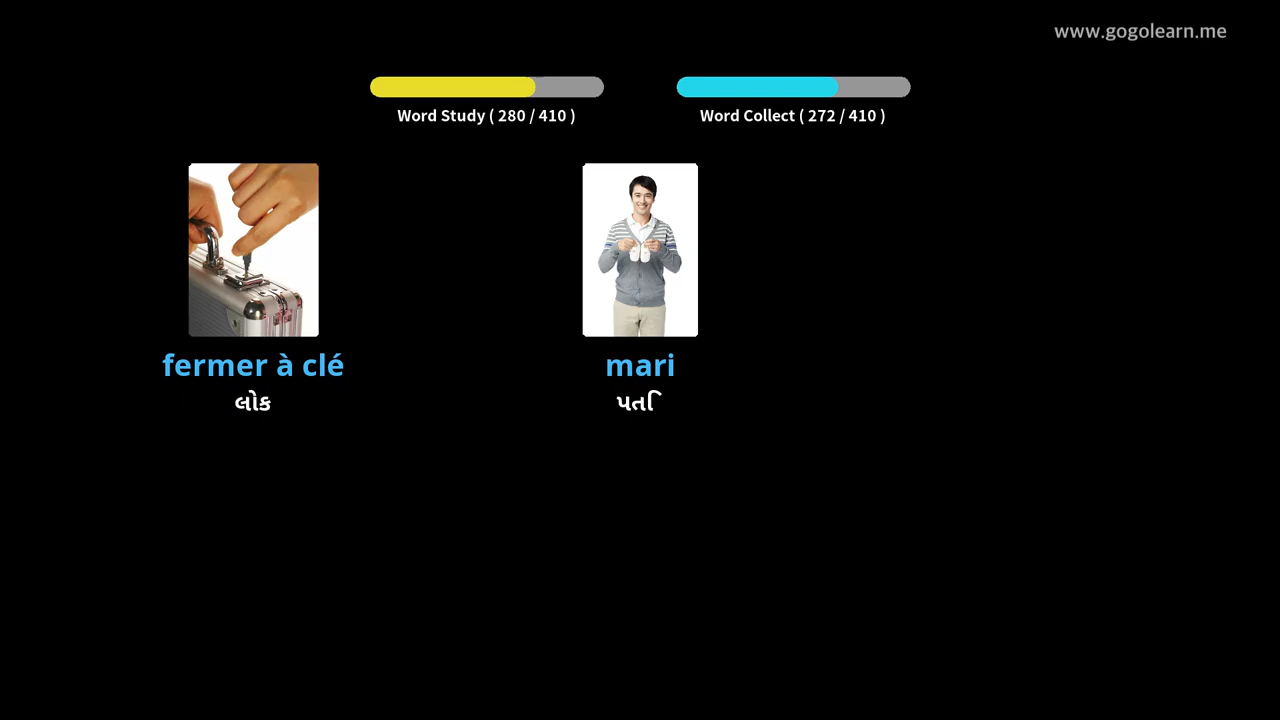 www.gogolearn.me
Word Study ( 280 / 410 )
Word Collect ( 272 / 410 )
fermer à clé
લોક
mari
પતિ